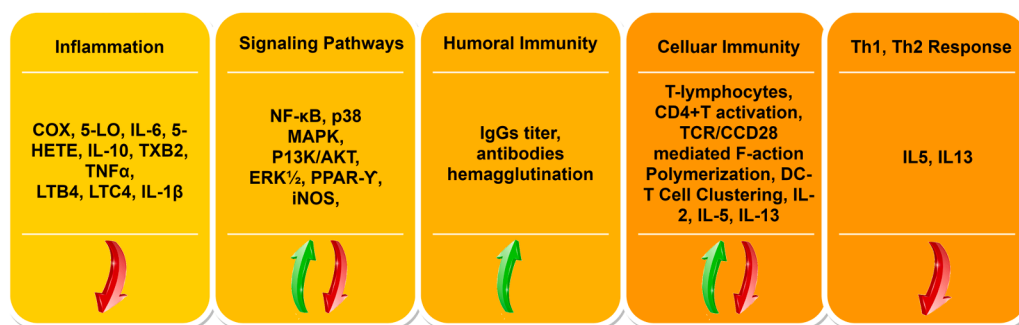 Inflammation
COX, 5-LO, IL-6, 5-
HETE, IL-10, TXB2,
TNFα,
LTB4, LTC4, IL-1β
Signaling Pathways
NF-κB, p38
MAPK,
P13K/AKT,
ERK½, PPAR-ϒ,
iNOS,
Humoral Immunity
IgGs titer,
antibodies
hemagglutination
Celluar Immunity
T-lymphocytes,
CD4+T activation,
TCR/CCD28
mediated F-action
Polymerization, DC-
T Cell Clustering, IL-
2, IL-5, IL-13
Th1, Th2 Response
IL5, IL13